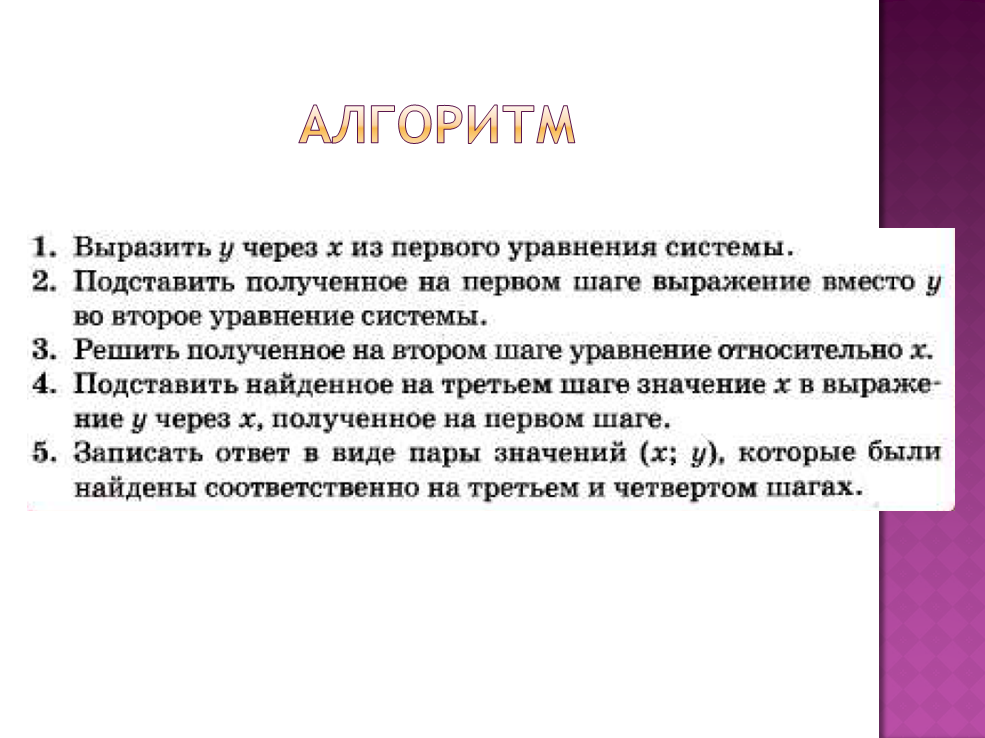 АЛГОРИТМ
1. Выразить y через x из первого уравнения системы.
2. Подставить полученное на первом шаге выражение вместо y
во второе уравнение системы.
3. Решить полученное на втором шаге уравнение относительно x.
4. Подставить найденное на третьем шаге значение x в выраже-
ние y через x, полученное на первом шаге.
5. Записать ответ в виде пары значений (x; y), которые были
найдены соответственно на третьем и четвертом шагах.